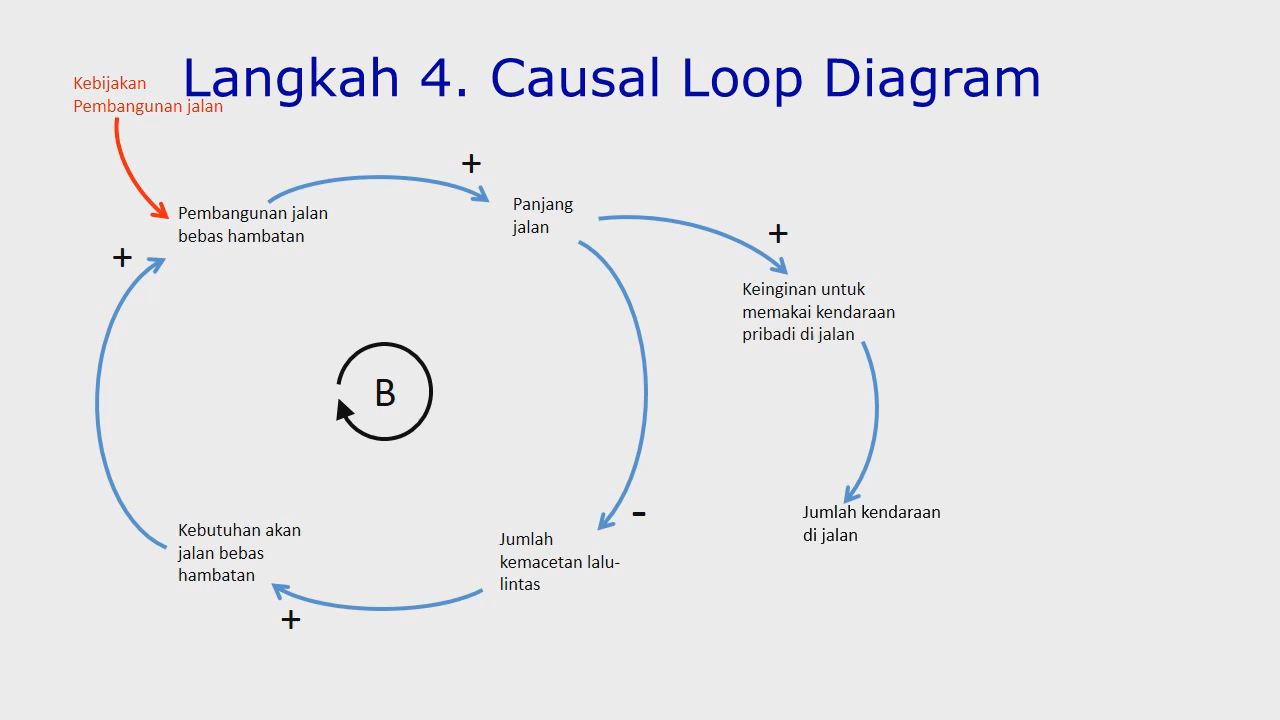 Langkah 4. Causal Loop Diagram
Kebijakan
Pembangunan jalan
+
Pembangunan jalan
bebas hambatan
Panjang
jalan
+
+
Keinginan untuk
memakai kendaraan
pribadi di jalan
B
-
Jumlah kendaraan
di jalan
Kebutuhan akan
jalan bebas
hambatan
Jumlah
kemacetan lalu-
lintas
+